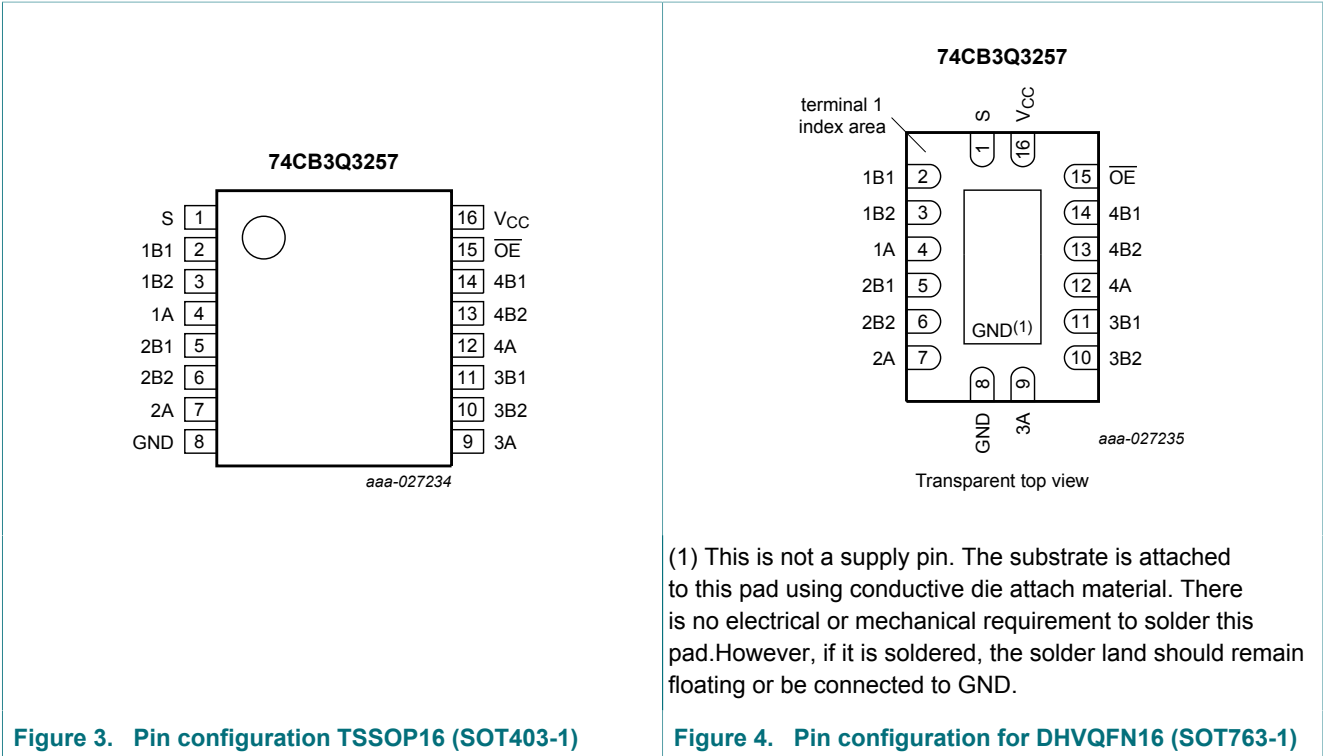 74CB3Q3257
S 1
1B1 2
1B2 3
1A 4
2B1 5
2B2 6
2A 7
GND 8
16 VCC
15 OE
14 4B1
13 4B2
12 4A
11 3B1
10 3B2
9 3A
aaa-027234
Figure 3. Pin configuration TSSOP16 (SOT403-1)
74CB3Q3257
terminal 1
index area
S
VCC
1
16
1B1 2
1B2 3
1A 4
2B1 5
2B2 6
2A 7
15 OE
14 4B1
13 4B2
12 4A
11 3B1
10 3B2
GND(1)
8
9
GND
3A
aaa-027235
Transparent top view
(1) This is not a supply pin. The substrate is attached
to this pad using conductive die attach material. There
is no electrical or mechanical requirement to solder this
pad.However, if it is soldered, the solder land should remain
floating or be connected to GND.
Figure 4. Pin configuration for DHVQFN16 (SOT763-1)